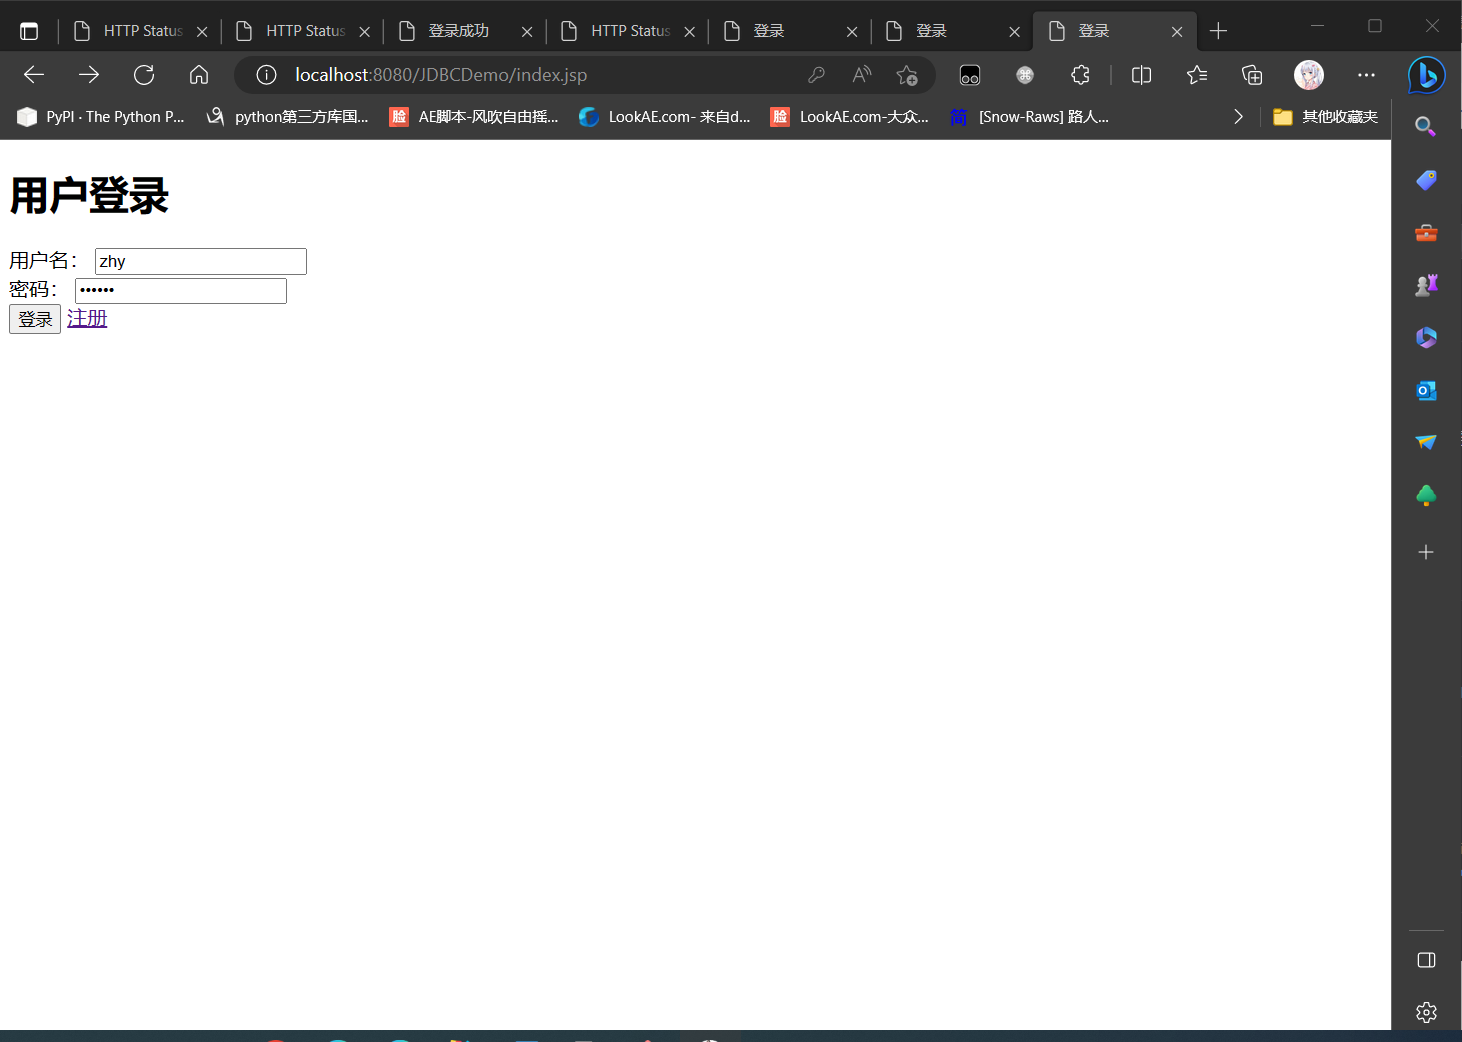 HTTP Status
HTTP Status
登录成功
HTTP Status
登录
登录
登录
localhost:8080/JDBCDemo/index.jsp
PyPI · The Python P...
python第三方库国...
脸 AE脚本-风吹自由摇...
LookAE.com- 来自d...
脸 LookAE.com-大众...
简 [Snow-Raws] 路人...
其他收藏夹
用户登录
用户名： zhy
密码： ••••••
登录 注册